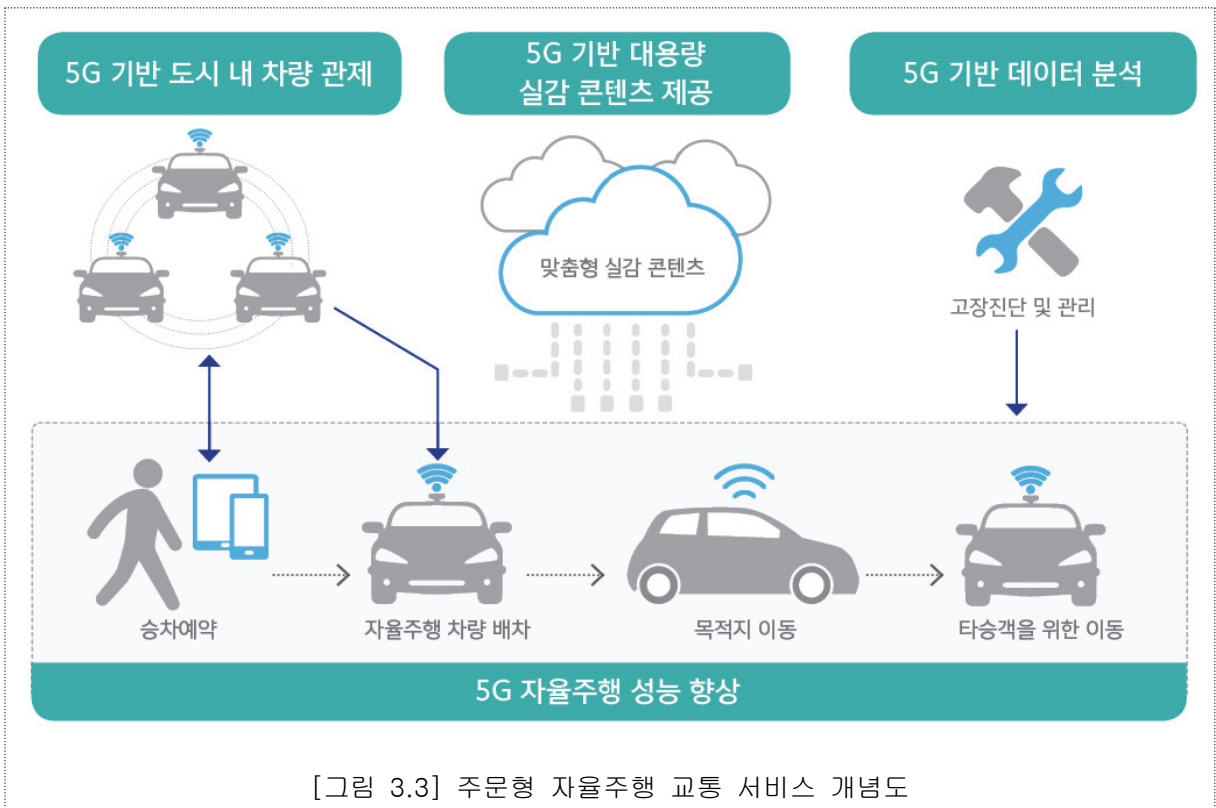 5G 기반 도시 내 차량 관제
5G 기반 대용량
실감 콘텐츠 제공
5G 기반 데이터 분석
맞춤형 실감 콘텐츠
고장진단 및 관리
승차예약
자율주행 차량 배차
목적지 이동
타승객을 위한 이동
5G 자율주행 성능 향상
[그림 3.3] 주문형 자율주행 교통 서비스 개념도